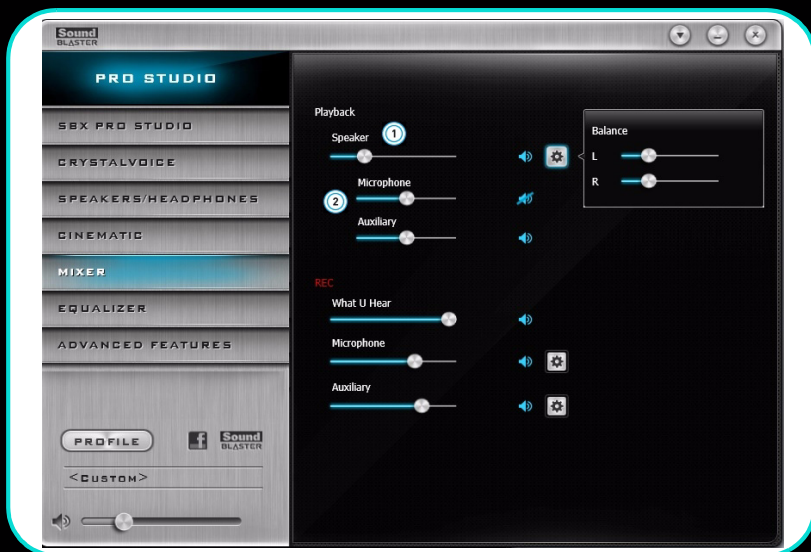 Sound
BLASTER
PRO STUDIO
SBX PRO STUDIO
CRYSTALVOICE
SPEAKERS/HEADPHONES
CINEMATIC
MIXER
EQUALIZER
ADVANCED FEATURES
PROFILE
f
Sound
BLASTER
<CUSTOM>
Playback
Speaker
1
Balance
L
R
Microphone
2
Auxiliary
REC
What U Hear
Microphone
Auxiliary